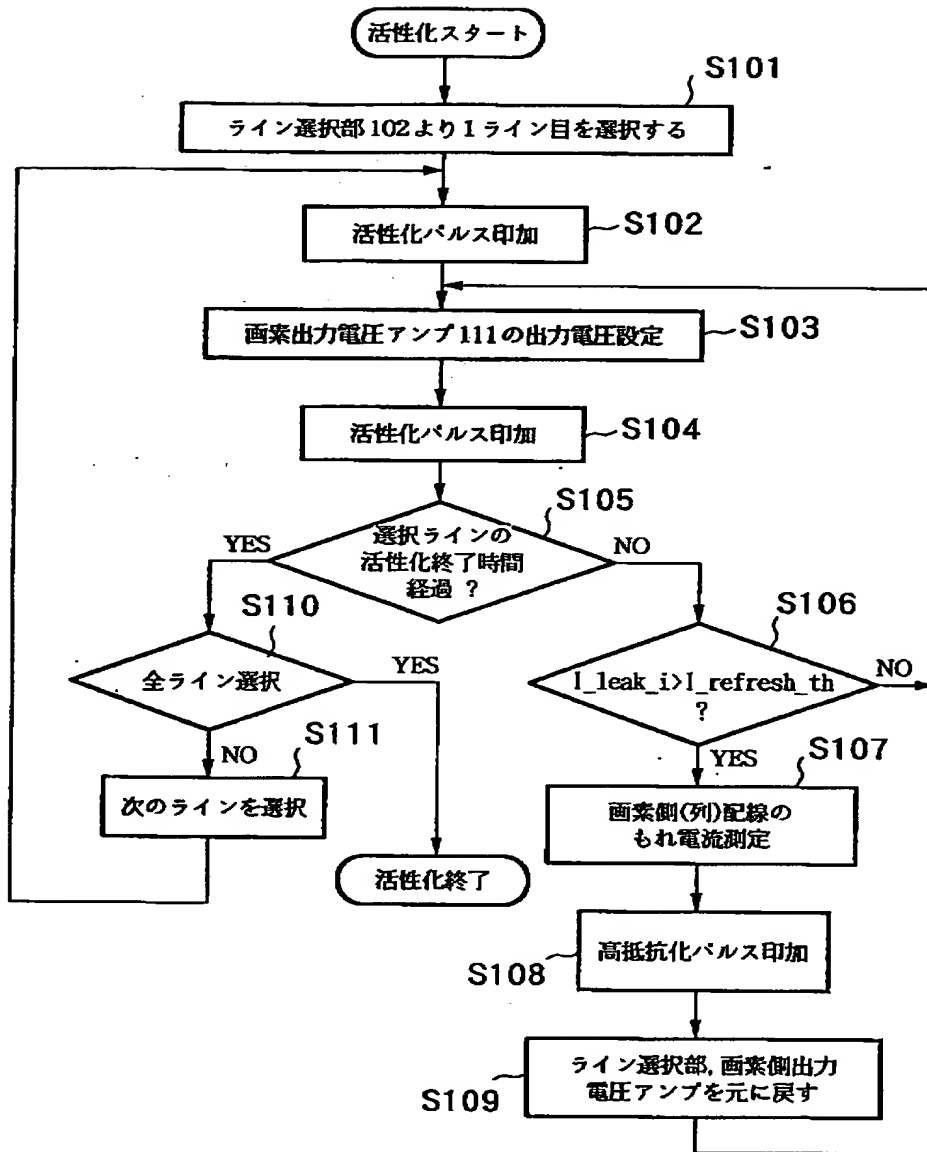 活性化スタート
S101
ライン選択部102より1ライン目を選択する
活性化パルス印加
S102
画素出力電圧アンプ111の出力電圧設定
S103
活性化パルス印加
S104
S105
選択ラインの
活性化終了時間
経過 ?
YES
NO
S110
全ライン選択
YES
NO
S111
次のラインを選択
活性化終了
S106
I_leak_i>I_refresh_th
?
NO
YES
S107
画素側(列)配線の
もれ電流測定
高抵抗化パルス印加
S108
ライン選択部,画素側出力
電圧アンプを元に戻す
S109